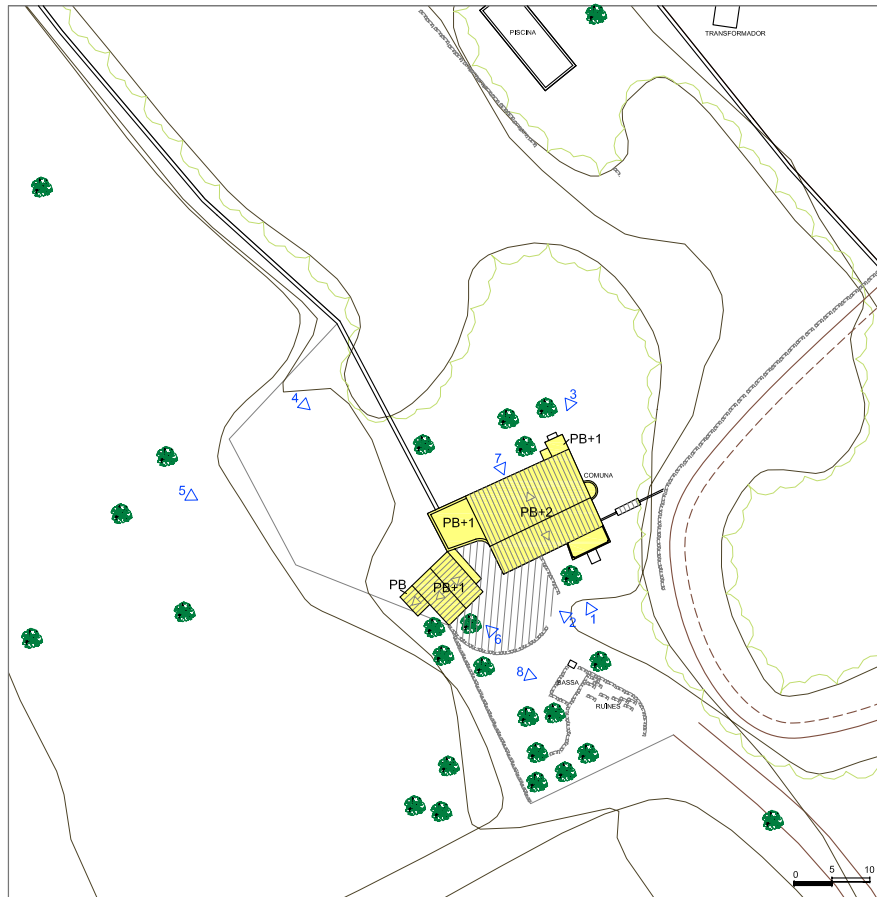 PISCINA
TRANSFORMADOR
4
3
PB+1
7
COMUNA
5
PB+2
PB+1
PB
PB+1
2
1
6
8
BASSA
RUÏNES
0
5
10